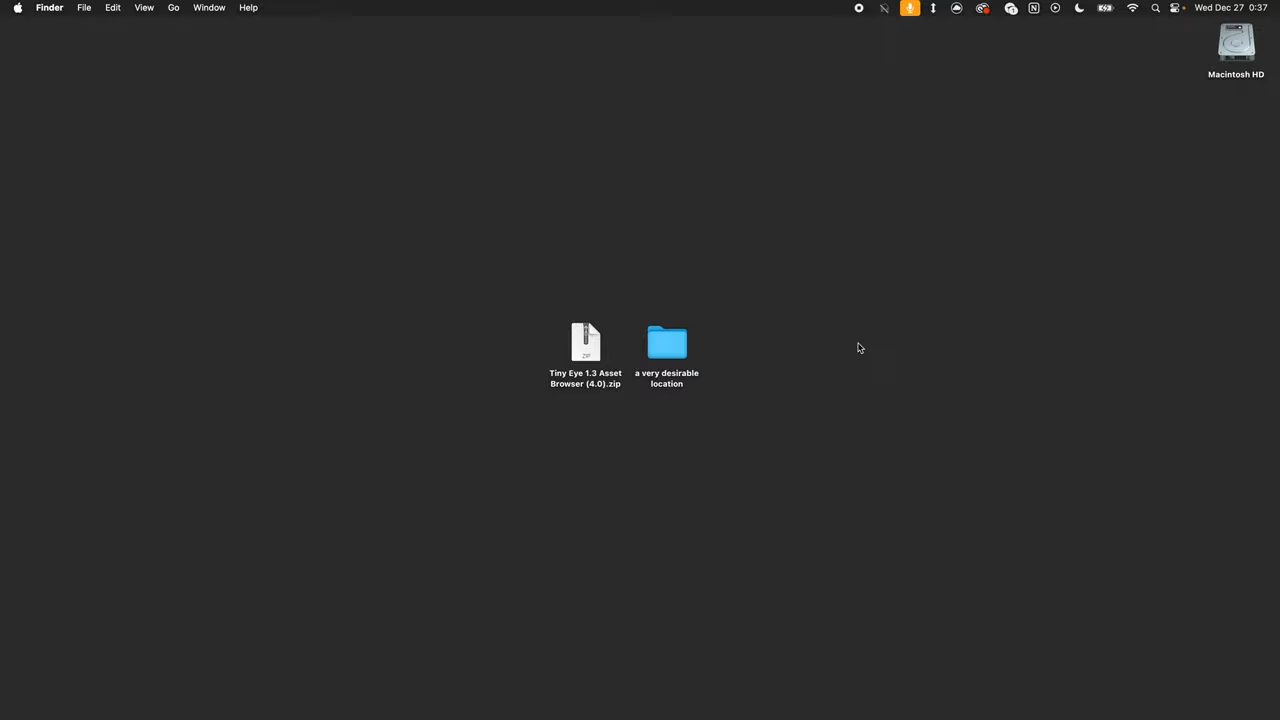 Finder File Edit View Go Window Help
Wed Dec 27 0:37
Macintosh HD
ZIP
Tiny Eye 1.3 Asset
Browser (4.0).zip
a very desirable
location